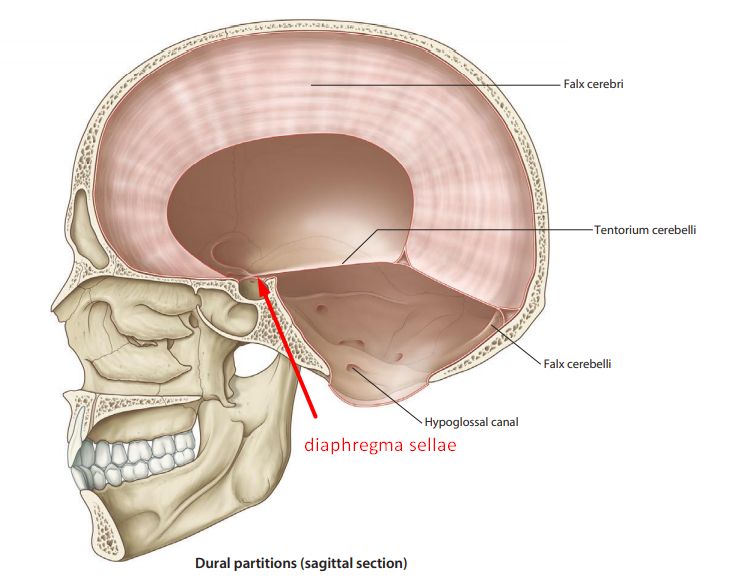 Falx cerebri
Tentorium cerebelli
Falx cerebelli
Hypoglossal canal
diaphregma sellae
Dural partitions (sagittal section)